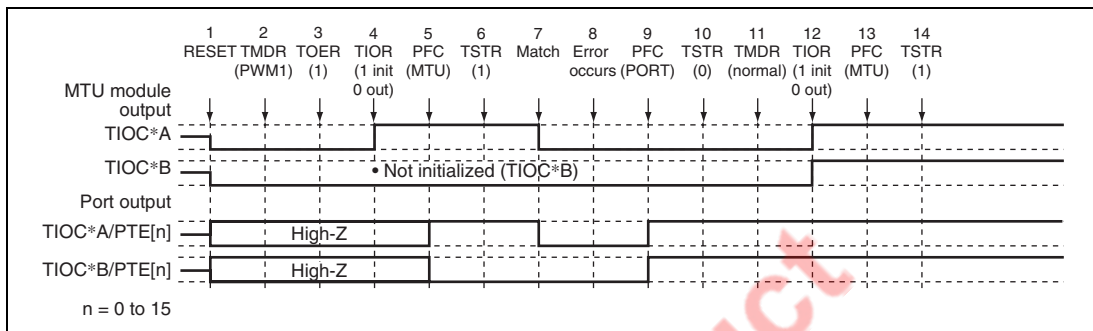 1 2 3 4 5 6 7 8 9 10 11 12 13 14
RESET TMDR TOER TIOR PFC TSTR Match Error PFC TSTR TMDR TIOR PFC TSTR
(PWM1) (1) (1 init (MTU) (1) occurs (PORT) (0) (normal) (1 init (MTU) (1)
0 out) 0 out)
MTU module
output
TIOC*A
TIOC*B
• Not initialized (TIOC*B)
Port output
TIOC*A/PTE[n]
High-Z
TIOC*B/PTE[n]
High-Z
n = 0 to 15
uct